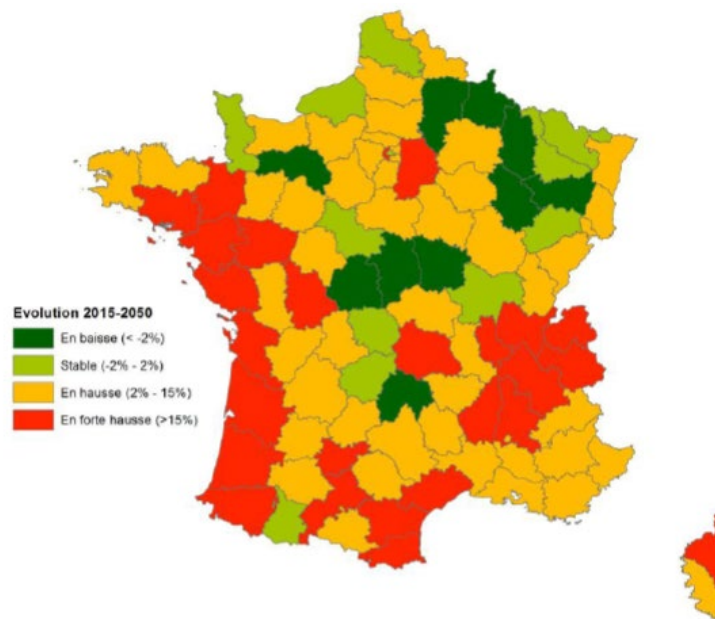 Evolution 2015-2050
En baisse (< -2%)
Stable (-2% - 2%)
En hausse (2% - 15%)
En forte hausse (>15%)